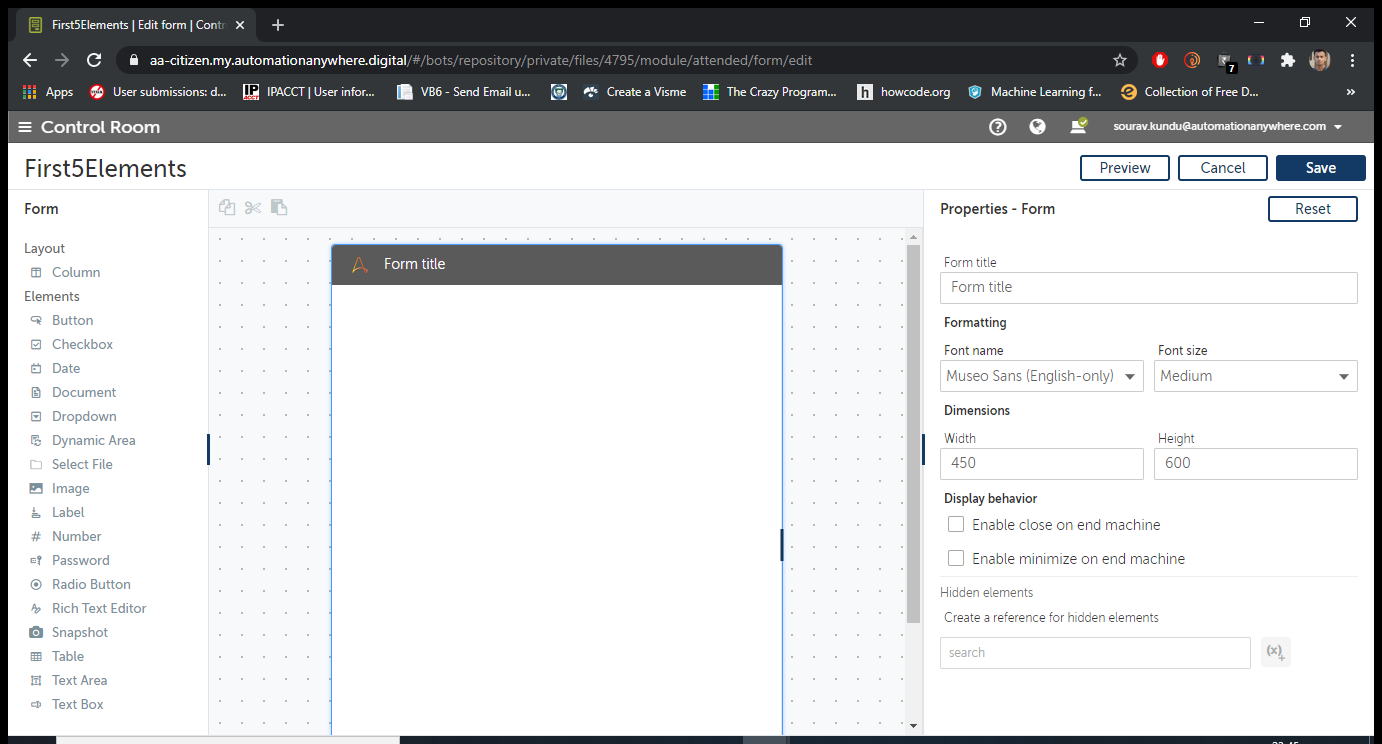 First5Elements | Edit form | Contr
aa-citizen.my.automationanywhere.digital/#/bots/repository/private/files/4795/module/attended/form/edit
7
Apps
User submissions: d...
IPACCT | User infor...
VB6 - Send Email u...
Create a Visme
The Crazy Program...
howcode.org
Machine Learning f...
Collection of Free D...
»
Control Room
sourav.kundu@automationanywhere.com
First5Elements
Preview
Cancel
Save
Form
Layout
Column
Elements
Button
Checkbox
Date
Document
Dropdown
Dynamic Area
Select File
Image
Label
Number
Password
Radio Button
Rich Text Editor
Snapshot
Table
Text Area
Text Box
Form title
Properties - Form
Reset
Form title
Form title
Formatting
Font name
Font size
Museo Sans (English-only)
Medium
Dimensions
Width
Height
450
600
Display behavior
Enable close on end machine
Enable minimize on end machine
Hidden elements
Create a reference for hidden elements
search
(x)+